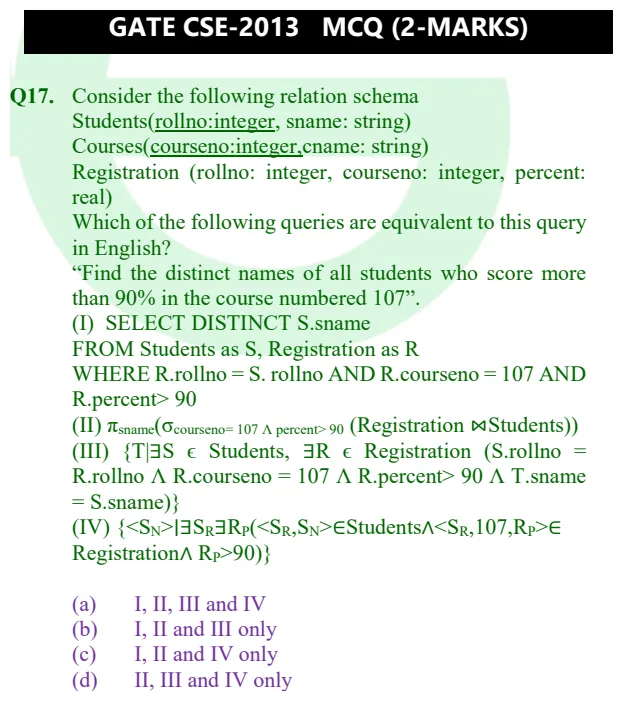 GATE CSE-2013 MCQ (2-MARKS)
Q17. Consider the following relation schema
Students(rollno:integer, sname: string)
Courses(courseno:integer,cname: string)
Registration (rollno: integer, courseno: integer, percent:
real)
Which of the following queries are equivalent to this query
in English?
“Find the distinct names of all students who score more
than 90% in the course numbered 107”.
(I) SELECT DISTINCT S.sname
FROM Students as S, Registration as R
WHERE R.rollno = S. rollno AND R.courseno = 107 AND
R.percent> 90
(II) πsname(σcourseno= 107 Λ percent> 90 (Registration ⋈Students))
(III) {T|∃S ϵ Students, ∃R ϵ Registration (S.rollno =
R.rollno Λ R.courseno = 107 Λ R.percent> 90 Λ T.sname
= S.sname)}
(IV) {<SN>|∃SR∃RP(<SR,SN>∈Students∧<SR,107,RP>∈
Registration∧ RP>90)}
(a) I, II, III and IV
(b) I, II and III only
(c) I, II and IV only
(d) II, III and IV only